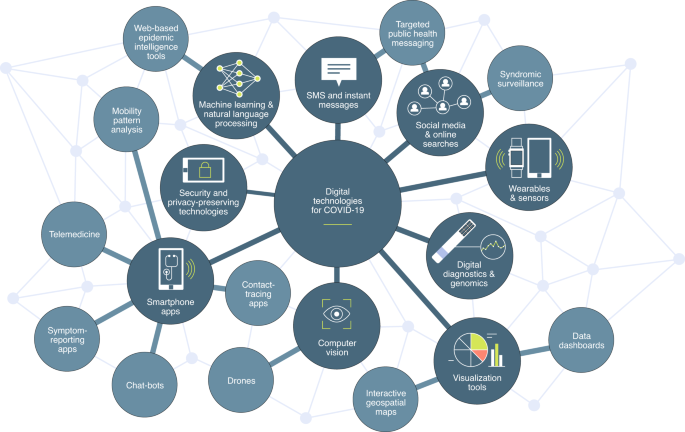 Web-based
epidemic
intelligence
tools
Targeted
public health
messaging
Machine learning &
natural language
processing
SMS and instant
messages
Syndromic
surveillance
Mobility
pattern
analysis
Social media
& online
searches
Security and
privacy-preserving
technologies
Digital
technologies
for COVID-19
Wearables
& sensors
Telemedicine
Digital
diagnostics &
genomics
Smartphone
apps
Contact-
tracing apps
Symptom-
reporting apps
Computer
vision
Data
dashboards
Chat-bots
Drones
Interactive
geospatial
maps
Visualization
tools